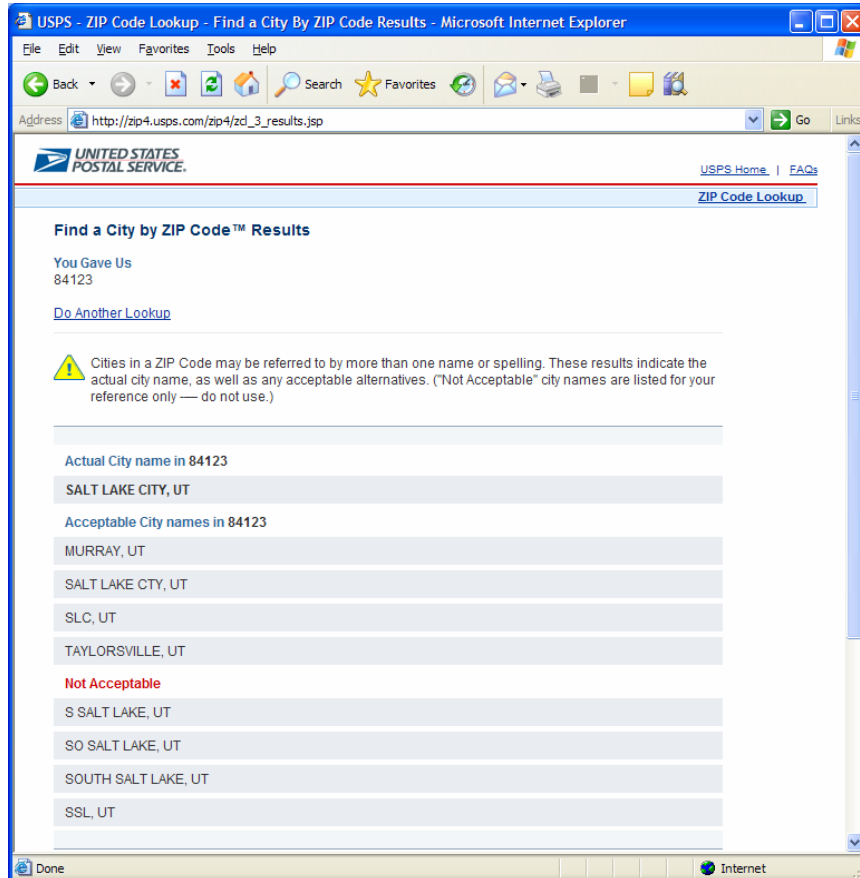 USPS - ZIP Code Lookup - Find a City By ZIP Code Results - Microsoft Internet Explorer
File Edit View Favorites Tools Help
Back Search Favorites
Address http://zip4.usps.com/zip4/zcl_3_results.jsp Go Links
UNITED STATES
POSTAL SERVICE.
USPS Home | FAQs
ZIP Code Lookup
Find a City by ZIP Code™ Results
You Gave Us
84123
Do Another Lookup
Cities in a ZIP Code may be referred to by more than one name or spelling. These results indicate the
actual city name, as well as any acceptable alternatives. ("Not Acceptable" city names are listed for your
reference only -— do not use.)
Actual City name in 84123
SALT LAKE CITY, UT
Acceptable City names in 84123
MURRAY, UT
SALT LAKE CTY, UT
SLC, UT
TAYLORSVILLE, UT
Not Acceptable
S SALT LAKE, UT
SO SALT LAKE, UT
SOUTH SALT LAKE, UT
SSL, UT
Done Internet